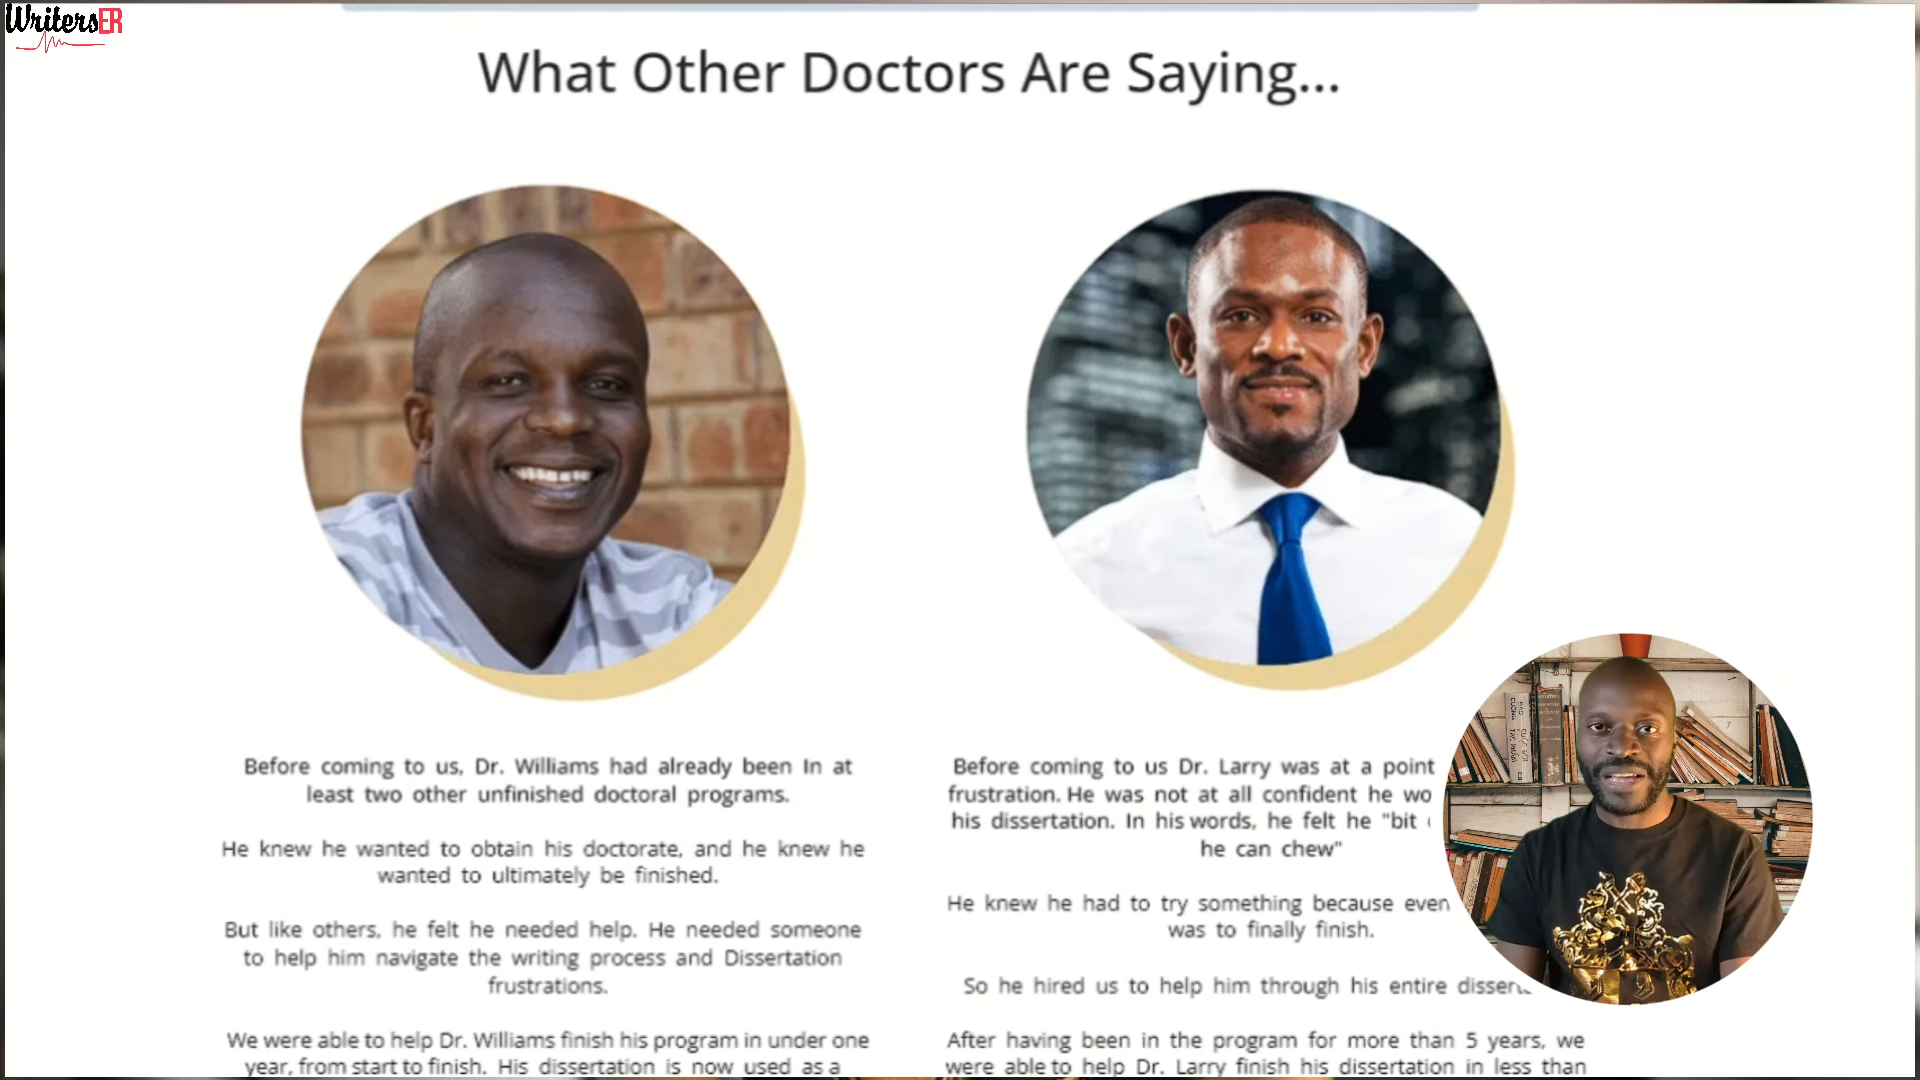 WritersER
What Other Doctors Are Saying...
Before coming to us, Dr. Williams had already been In at
least two other unfinished doctoral programs.
He knew he wanted to obtain his doctorate, and he knew he
wanted to ultimately be finished.
But like others, he felt he needed help. He needed someone
to help him navigate the writing process and Dissertation
frustrations.
We were able to help Dr. Williams finish his program in under one
year, from start to finish. His dissertation is now used as a
Before coming to us Dr. Larry was at a point
frustration. He was not at all confident he wo
his dissertation. In his words, he felt he "bit
he can chew"
He knew he had to try something because even
was to finally finish.
So he hired us to help him through his entire dissert
After having been in the program for more than 5 years, we
were able to help Dr. Larry finish his dissertation in less than